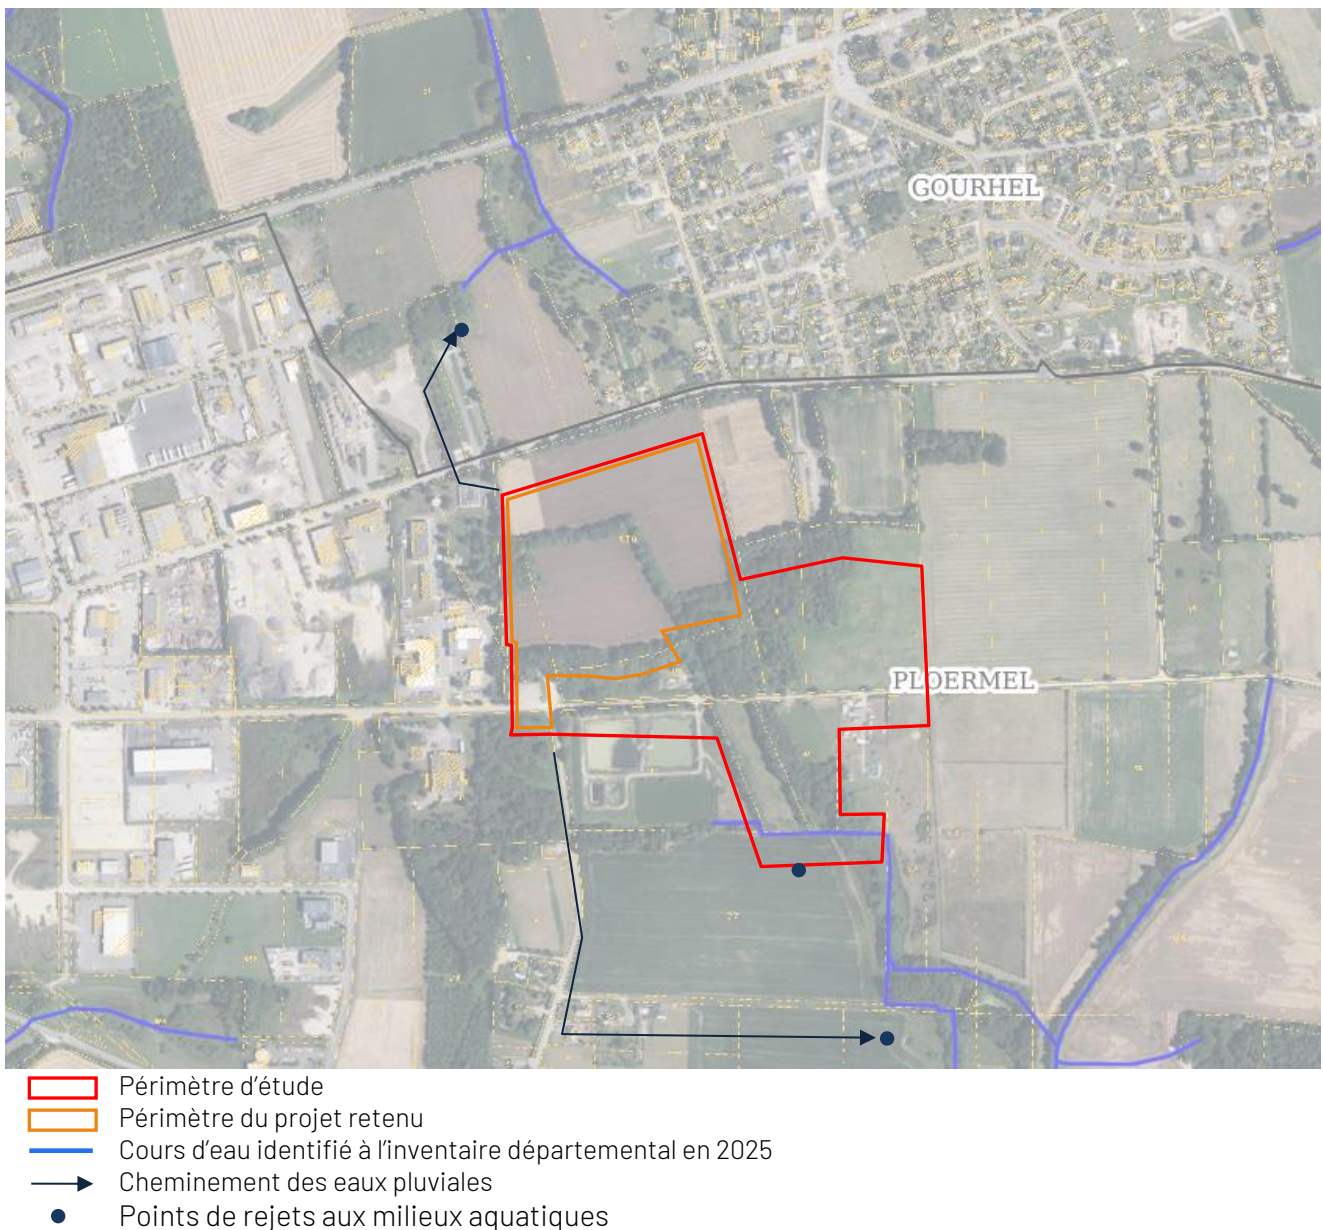 GOURHEL
PLOERMEL
Périmètre d'étude
Périmètre du projet retenu
Cours d'eau identifié à l'inventaire départemental en 2025
Cheminement des eaux pluviales
Points de rejets aux milieux aquatiques